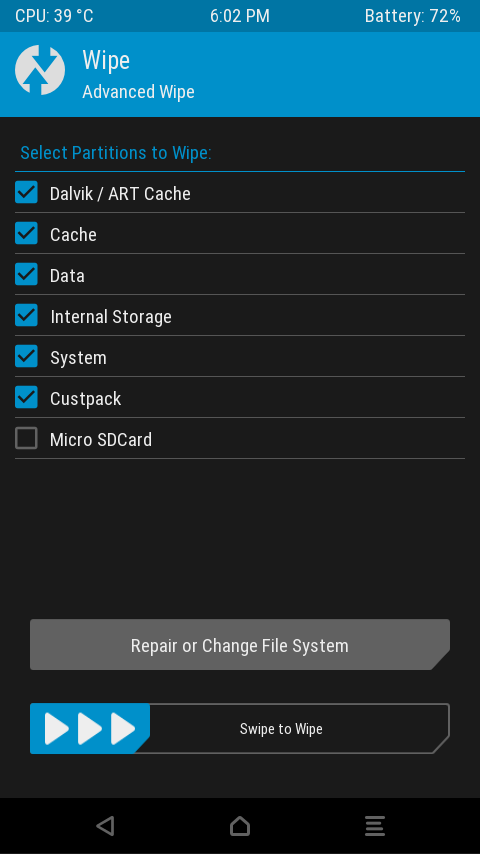 CPU: 39 °C 6:02 PM Battery: 72%
Wipe
Advanced Wipe
Select Partitions to Wipe:
Dalvik / ART Cache
Cache
Data
Internal Storage
System
Custpack
Micro SDCard
Repair or Change File System
Swipe to Wipe